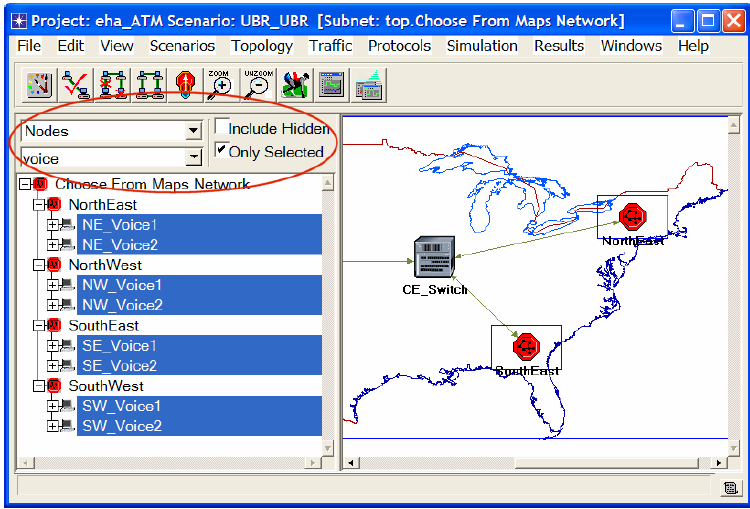 Project: eha_ATM Scenario: UBR_UBR [Subnet: top.Choose From Maps Network]
File Edit View Scenarios Topology Traffic Protocols Simulation Results Windows Help
ZOOM UNZOOM
Nodes
Include Hidden
voice
Only Selected
Choose From Maps Network
NorthEast
NE_Voice1
NE_Voice2
NorthWest
NW_Voice1
NW_Voice2
SouthEast
SE_Voice1
SE_Voice2
SouthWest
SW_Voice1
SW_Voice2
NorthEast
CE_Switch
SouthEast